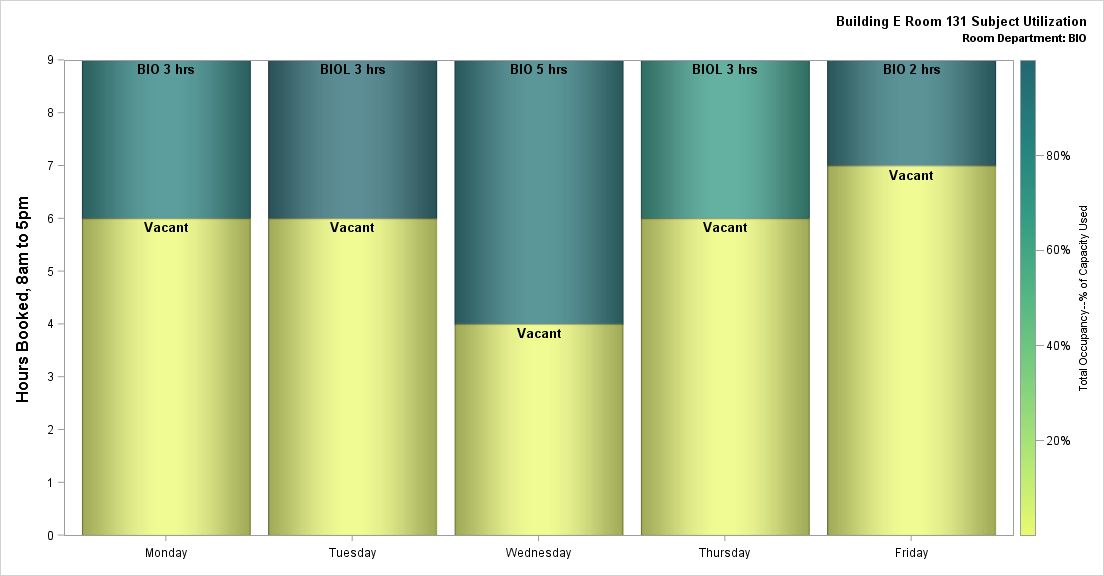 Building E Room 131 Subject Utilization
Room Department: BIO
Hours Booked, 8am to 5pm
9
8
7
6
5
4
3
2
1
0
BIO 3 hrs
Vacant
BIOL 3 hrs
Vacant
BIO 5 hrs
Vacant
BIOL 3 hrs
Vacant
BIO 2 hrs
Vacant
Monday
Tuesday
Wednesday
Thursday
Friday
80%
60%
40%
20%
Total Occupancy--% of Capacity Used